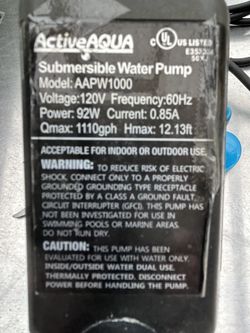 ActiveAQUA
C UL US LISTED
Submersible Water Pump
Model: AAPW1000
Voltage: 120V Frequency: 60Hz
Power: 92W Current: 0.85A
Qmax: 1110gph Hmax: 12.13ft
ACCEPTABLE FOR INDOOR OR OUTDOOR USE.
WARNING: TO REDUCE RISK OF ELECTRIC
SHOCK. CONNECT ONLY TO A PROPERLY
GROUNDED GROUNDING TYPE RECEPTACLE
PROTECTED BY A CLASS A GROUND FAULT
CIRCUIT INTERRUPTER (GFCI). THIS PUMP HAS
NOT BEEN INVESTIGATED FOR USE IN
SWIMMING POOLS OR MARINE AREAS.
DO NOT RUN DRY.
CAUTION: THIS PUMP HAS BEEN
EVALUATED FOR USE WITH WATER ONLY.
INSIDE/OUTSIDE WATER DUAL USE.
THERMALLY PROTECTED. DISCONNECT
POWER BEFORE HANDLING THE PUMP.